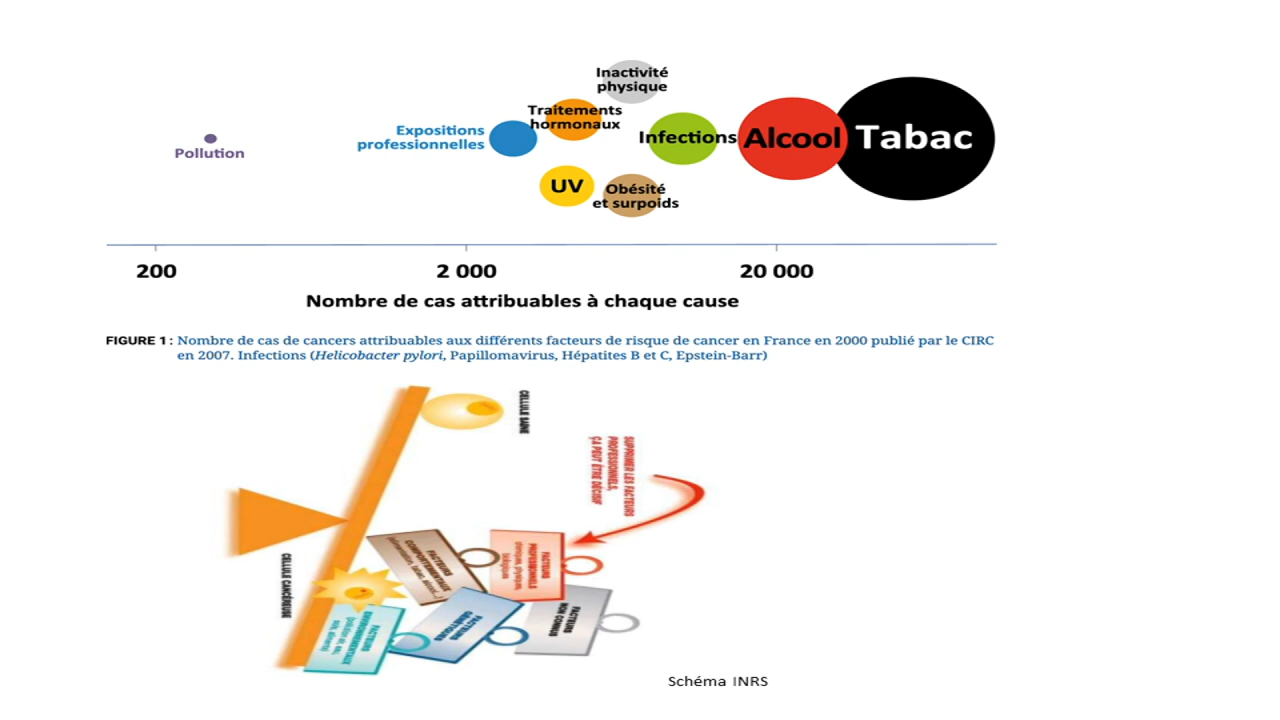 Inactivité
physique
Traitements
hormonaux
Expositions
professionnelles
Pollution
Infections
Alcool
Tabac
UV
Obésité
et surpoids
200
2 000
20 000
Nombre de cas attribuables à chaque cause
FIGURE 1 : Nombre de cas de cancers attribuables aux différents facteurs de risque de cancer en France en 2000 publié par le CIRC
en 2007. Infections (Helicobacter pylori, Papillomavirus, Hépatites B et C, Epstein-Barr)
CELLULE SAINE
SUPPRIMER LES FACTEURS
PROFESSIONNELS,
ÇA PEUT ÊTRE DÉCISIF
CELLULE CANCÉREUSE
FACTEURS
COMPORTEMENTAUX
FACTEURS
PROFESSIONNELS
chimiques, physiques,
biologiques
FACTEURS
NON CONNUS
FACTEURS
GÉNÉTIQUES
FACTEURS
ENVIRONNEMENTAUX
Schéma INRS